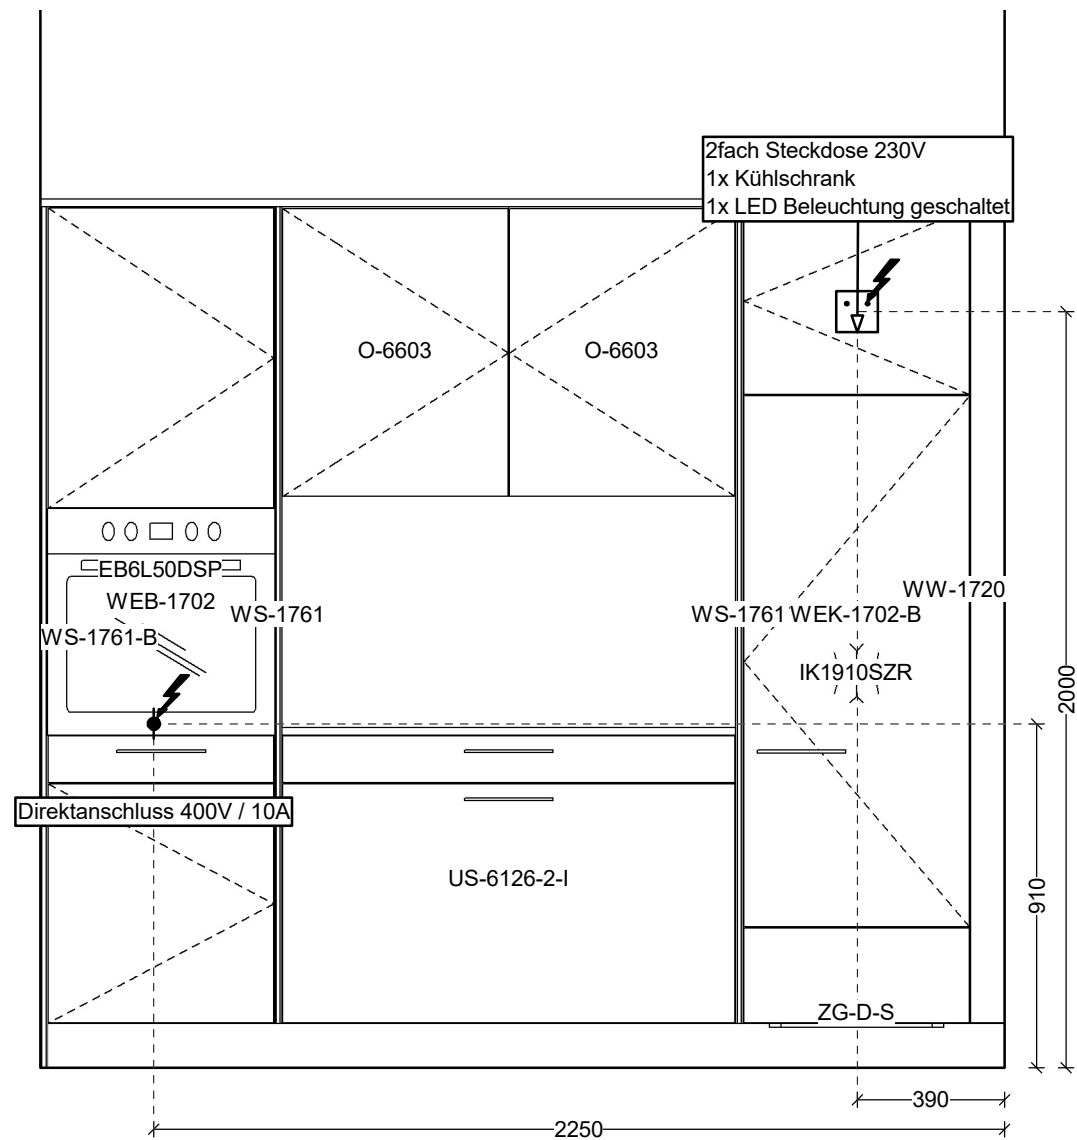 2fach Steckdose 230V
1x Kühlschrank
1x LED Beleuchtung geschaltet
O-6603
O-6603
EB6L50DSP
WEB-1702
WS-1761-B
WS-1761
WS-1761
WEK-1702-B
WW-1720
IK1910SZR
2000
Direktanschluss 400V / 10A
US-6126-2-I
910
ZG-D-S
390
2250